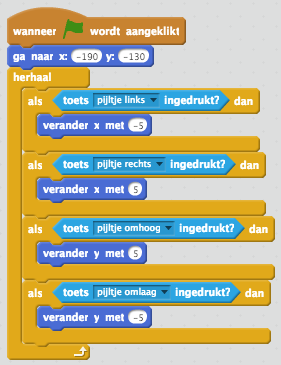 wanneer wordt aangeklikt
ga naar x: -190 y: -130
herhaal
als toets pijltje links ingedrukt? dan
verander x met -5
als toets pijltje rechts ingedrukt? dan
verander x met 5
als toets pijltje omhoog ingedrukt? dan
verander y met 5
als toets pijltje omlaag ingedrukt? dan
verander y met -5